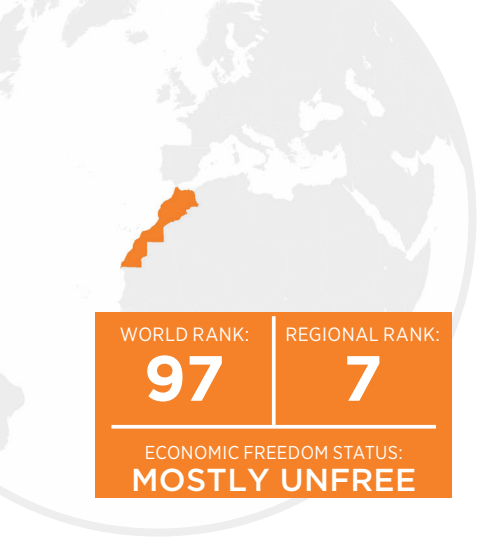 WORLD RANK:
97
REGIONAL RANK:
7
ECONOMIC FREEDOM STATUS:
MOSTLY UNFREE